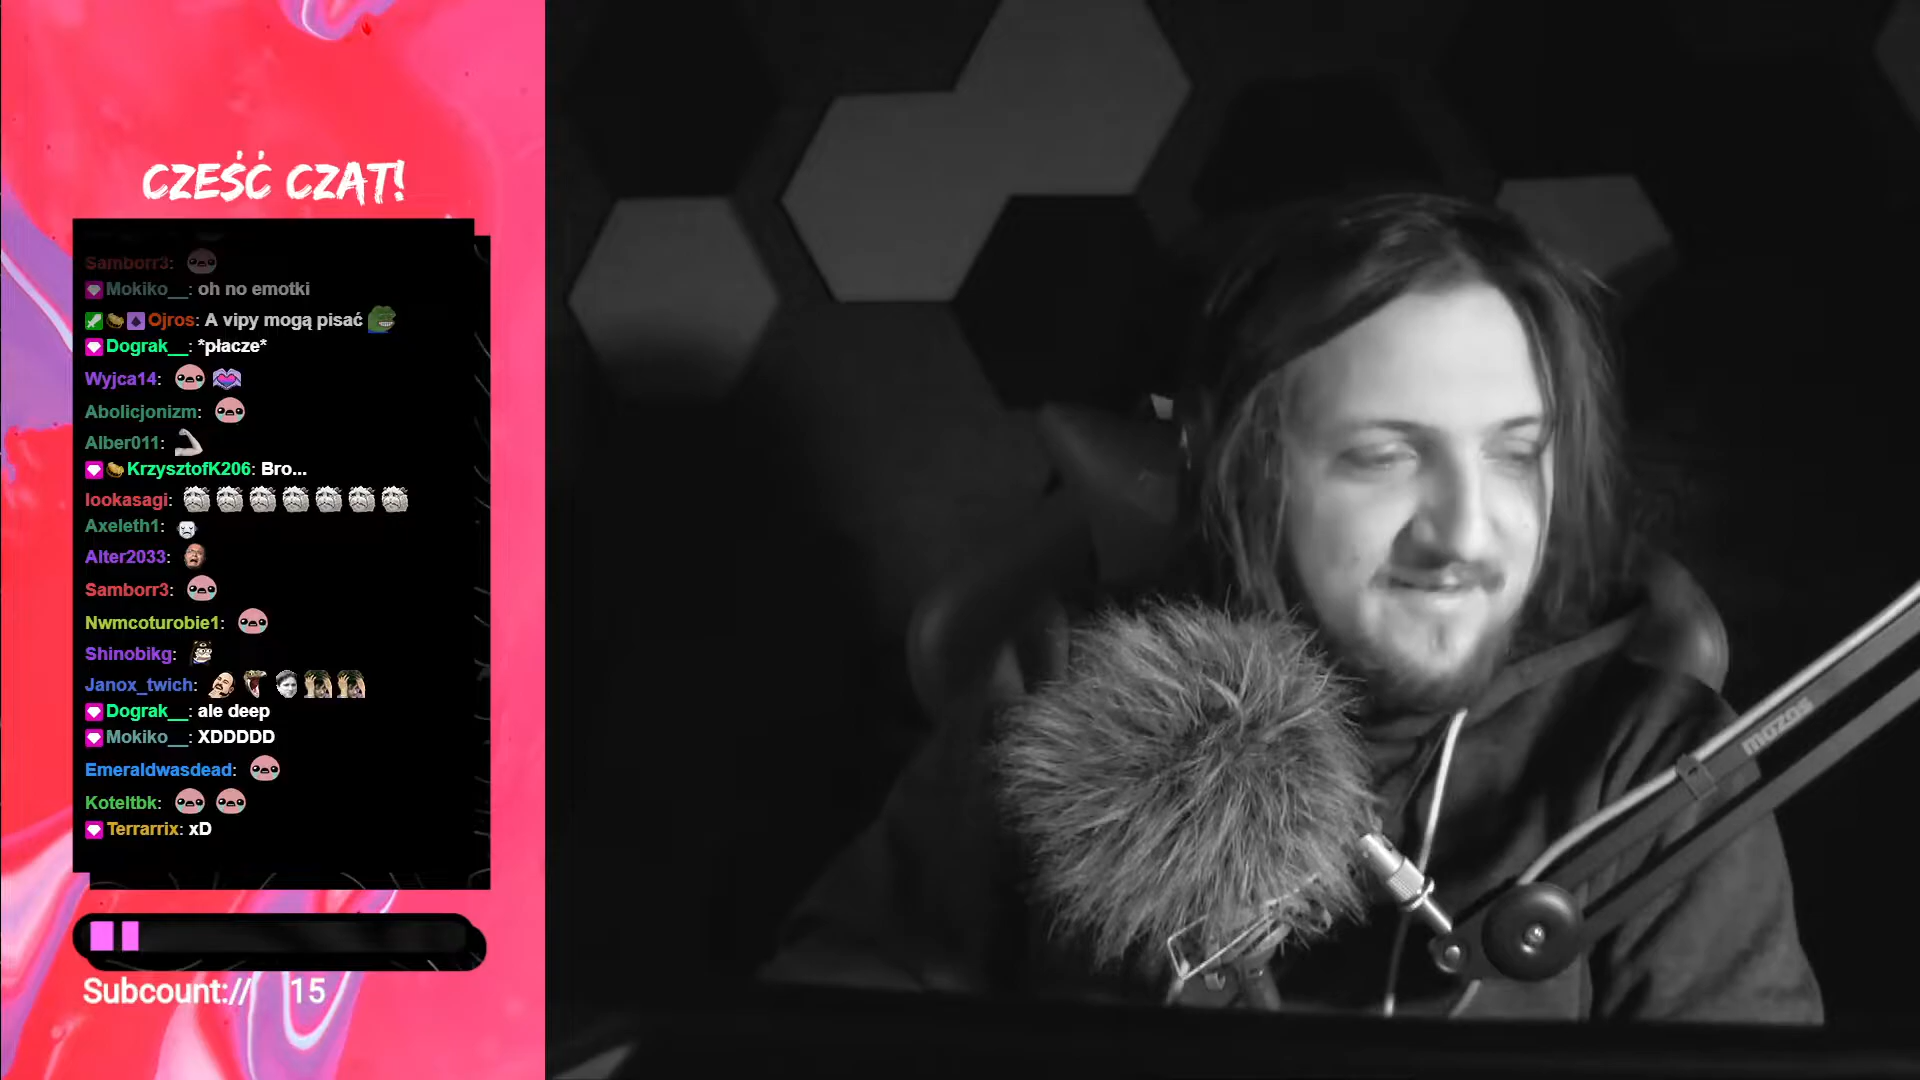 CZEŚĆ CZAT!
Samborr3:
Mokiko__: oh no emotki
Ojros: A vipy mogą pisać
Dograk__: *płacze*
Wyjca14:
Abolicjonizm:
Alber011:
KrzysztofK206: Bro...
lookasagi:
Axeleth1:
Alter2033:
Samborr3:
Nwmcoturobie1:
Shinobikg:
Janox_twich:
Dograk__: ale deep
Mokiko__: XDDDDD
Emeraldwasdead:
Koteltbk:
Terrarrix: xD
Subcount:// 15
mozos